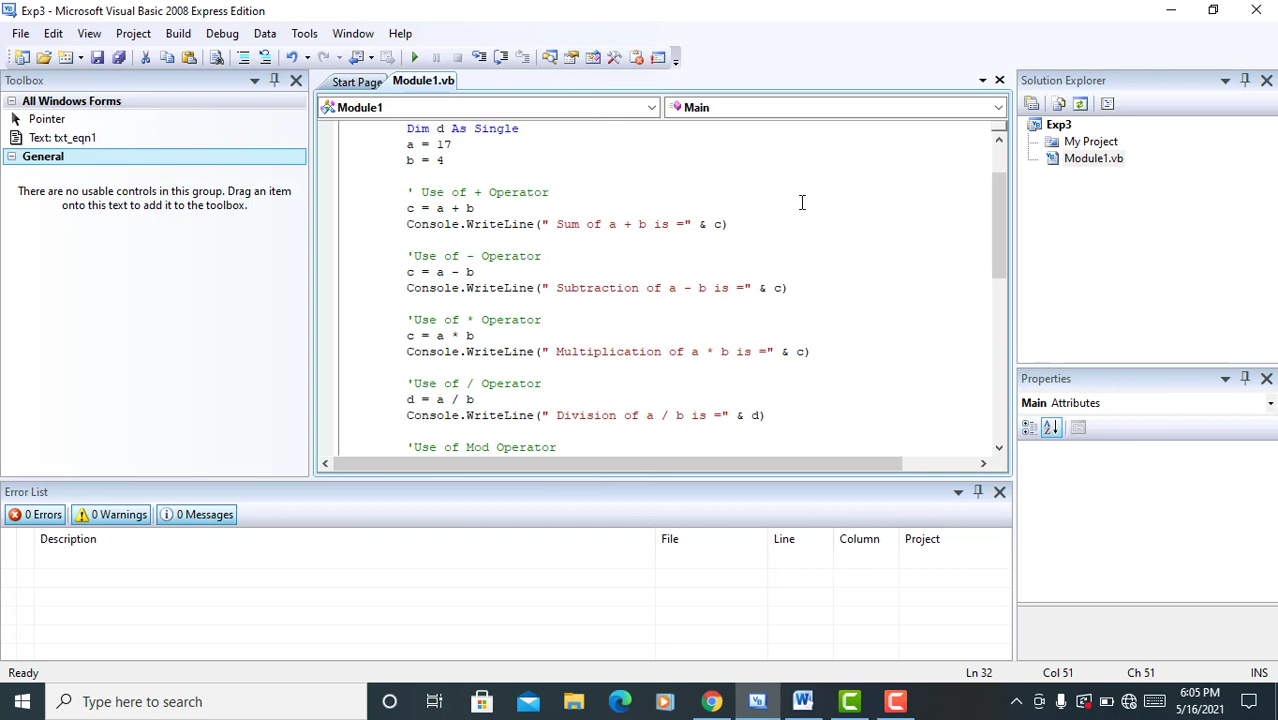 Exp3 - Microsoft Visual Basic 2008 Express Edition
File Edit View Project Build Debug Data Tools Window Help
Toolbox
All Windows Forms
Pointer
Text: txt_eqn1
General
There are no usable controls in this group. Drag an item
onto this text to add it to the toolbox.
Start Page Module1.vb
Module1 Main
Dim d As Single
a = 17
b = 4
' Use of + Operator
c = a + b
Console.WriteLine(" Sum of a + b is =" & c)
'Use of - Operator
c = a - b
Console.WriteLine(" Subtraction of a - b is =" & c)
'Use of * Operator
c = a * b
Console.WriteLine(" Multiplication of a * b is =" & c)
'Use of / Operator
d = a / b
Console.WriteLine(" Division of a / b is =" & d)
'Use of Mod Operator
Solution Explorer
Exp3
My Project
Module1.vb
Properties
Main Attributes
Error List
0 Errors 0 Warnings 0 Messages
Description File Line Column Project
Ready Ln 32 Col 51 Ch 51 INS
Type here to search
6:05 PM
5/16/2021